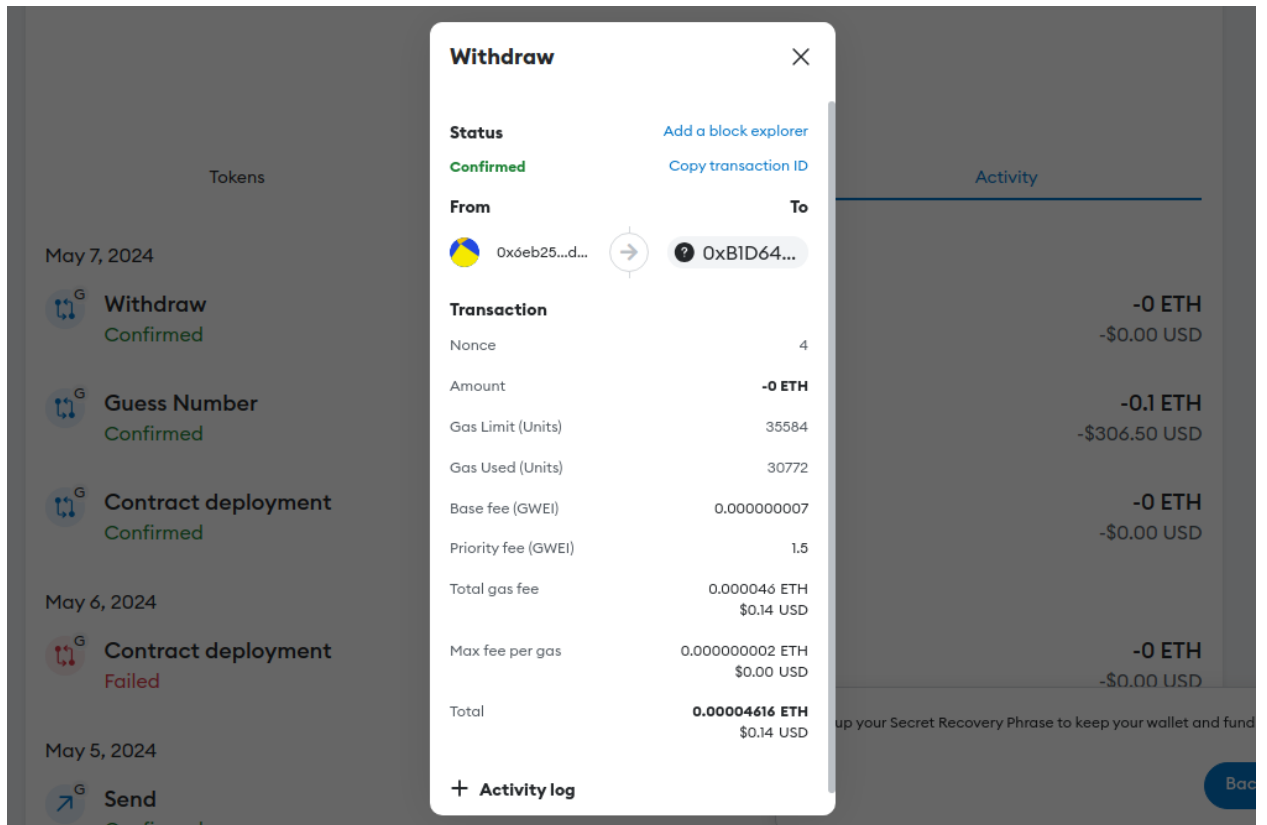 Withdraw
Status
Add a block explorer
Confirmed
Copy transaction ID
From
To
0x6eb25...d...
? 0xB1D64...
Transaction
Nonce
4
Amount
-0 ETH
Gas Limit (Units)
35584
Gas Used (Units)
30772
Base fee (GWEI)
0.000000007
Priority fee (GWEI)
1.5
Total gas fee
0.000046 ETH
$0.14 USD
Max fee per gas
0.000000002 ETH
$0.00 USD
Total
0.00004616 ETH
$0.14 USD
+ Activity log
Tokens
Activity
May 7, 2024
G
Withdraw
-0 ETH
Confirmed
-$0.00 USD
G
Guess Number
-0.1 ETH
Confirmed
-$306.50 USD
G
Contract deployment
-0 ETH
Confirmed
-$0.00 USD
May 6, 2024
G
Contract deployment
-0 ETH
Failed
-$0.00 USD
up your Secret Recovery Phrase to keep your wallet and fund
May 5, 2024
Bac
G
Send